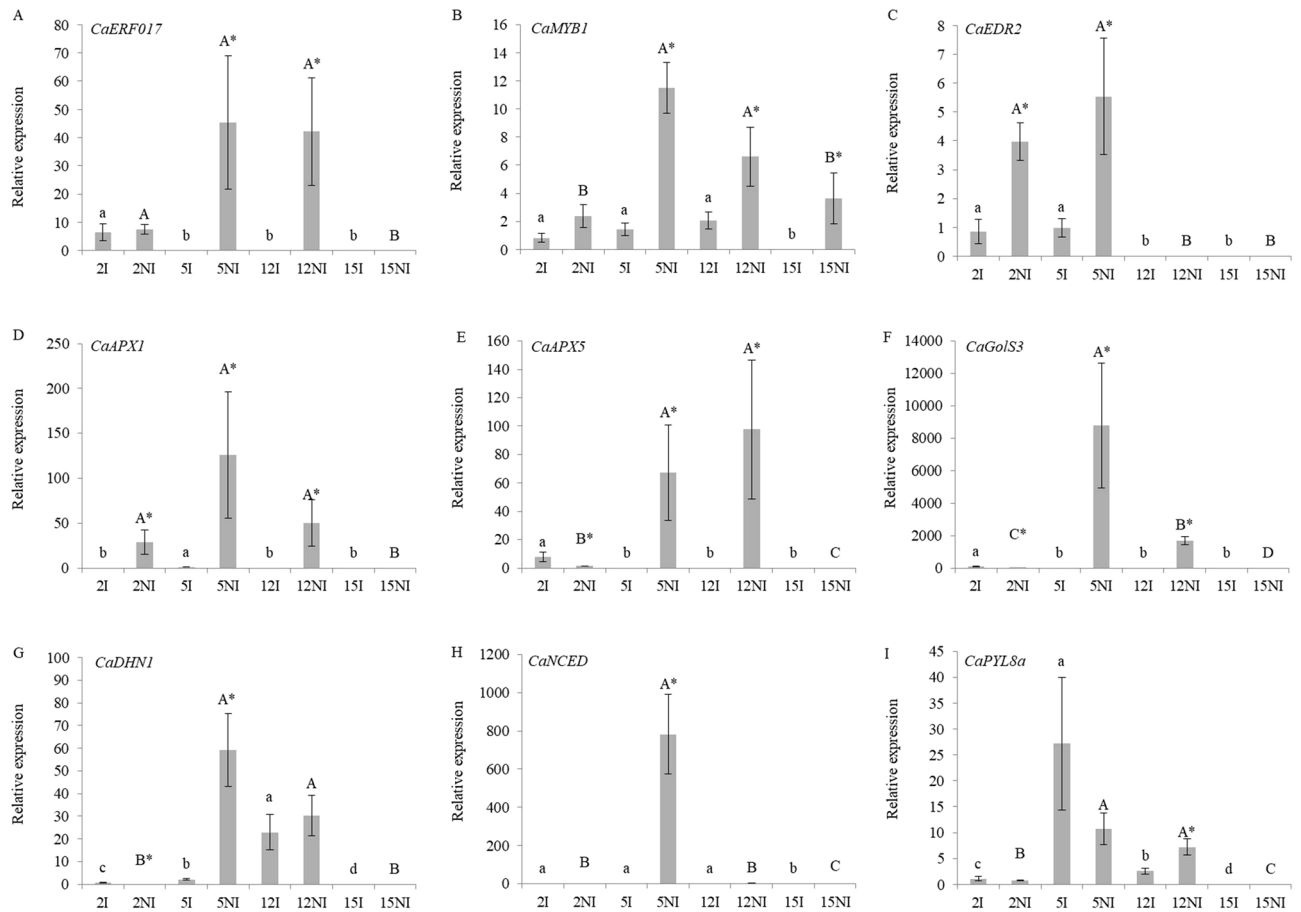 A
CaERF017
Relative expression
80
70
60
50
40
30
20
10
0
a
A
b
A*
b
A*
b
B
2I 2NI 5I 5NI 12I 12NI 15I 15NI
B
CaMYB1
Relative expression
16
14
12
10
8
6
4
2
0
a
B
a
A*
a
A*
b
B*
2I 2NI 5I 5NI 12I 12NI 15I 15NI
C
CaEDR2
Relative expression
8
7
6
5
4
3
2
1
0
a
A*
a
A*
b
B
b
B
2I 2NI 5I 5NI 12I 12NI 15I 15NI
D
CaAPX1
Relative expression
250
200
150
100
50
0
b
A*
a
A*
b
A*
b
B
2I 2NI 5I 5NI 12I 12NI 15I 15NI
E
CaAPX5
Relative expression
160
140
120
100
80
60
40
20
0
a
B*
b
A*
b
A*
b
C
2I 2NI 5I 5NI 12I 12NI 15I 15NI
F
CaGolS3
Relative expression
14000
12000
10000
8000
6000
4000
2000
0
a
C*
b
A*
b
B*
b
D
2I 2NI 5I 5NI 12I 12NI 15I 15NI
G
CaDHN1
Relative expression
100
90
80
70
60
50
40
30
20
10
0
c
B*
b
A*
a
A
d
B
2I 2NI 5I 5NI 12I 12NI 15I 15NI
H
CaNCED
Relative expression
1200
1000
800
600
400
200
0
a
B
a
A*
a
B
b
C
2I 2NI 5I 5NI 12I 12NI 15I 15NI
I
CaPYL8a
Relative expression
45
40
35
30
25
20
15
10
5
0
c
B
a
A
b
A*
d
C
2I 2NI 5I 5NI 12I 12NI 15I 15NI